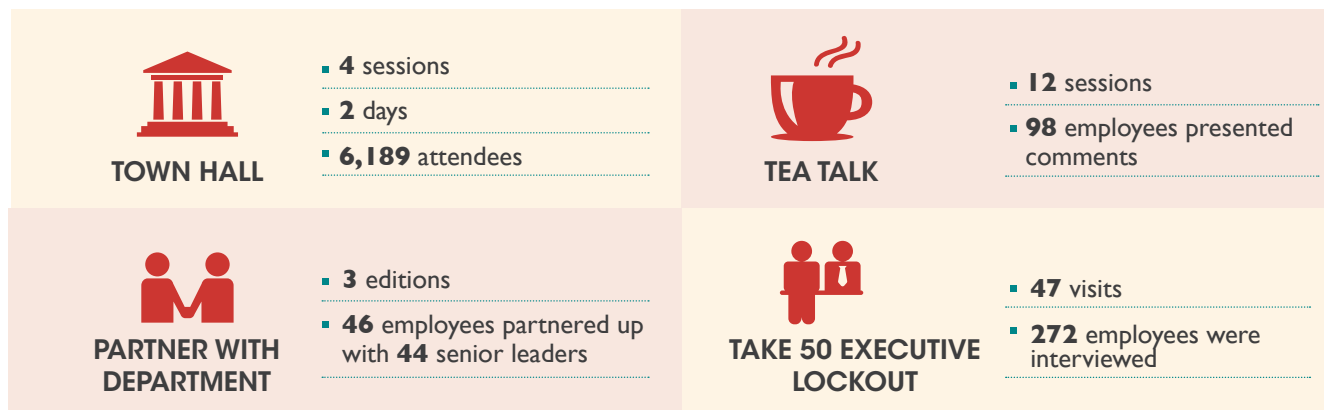 TOWN HALL
4 sessions
2 days
6,189 attendees
TEA TALK
12 sessions
98 employees presented
comments
PARTNER WITH
DEPARTMENT
3 editions
46 employees partnered up
with 44 senior leaders
TAKE 50 EXECUTIVE
LOCKOUT
47 visits
272 employees were
interviewed